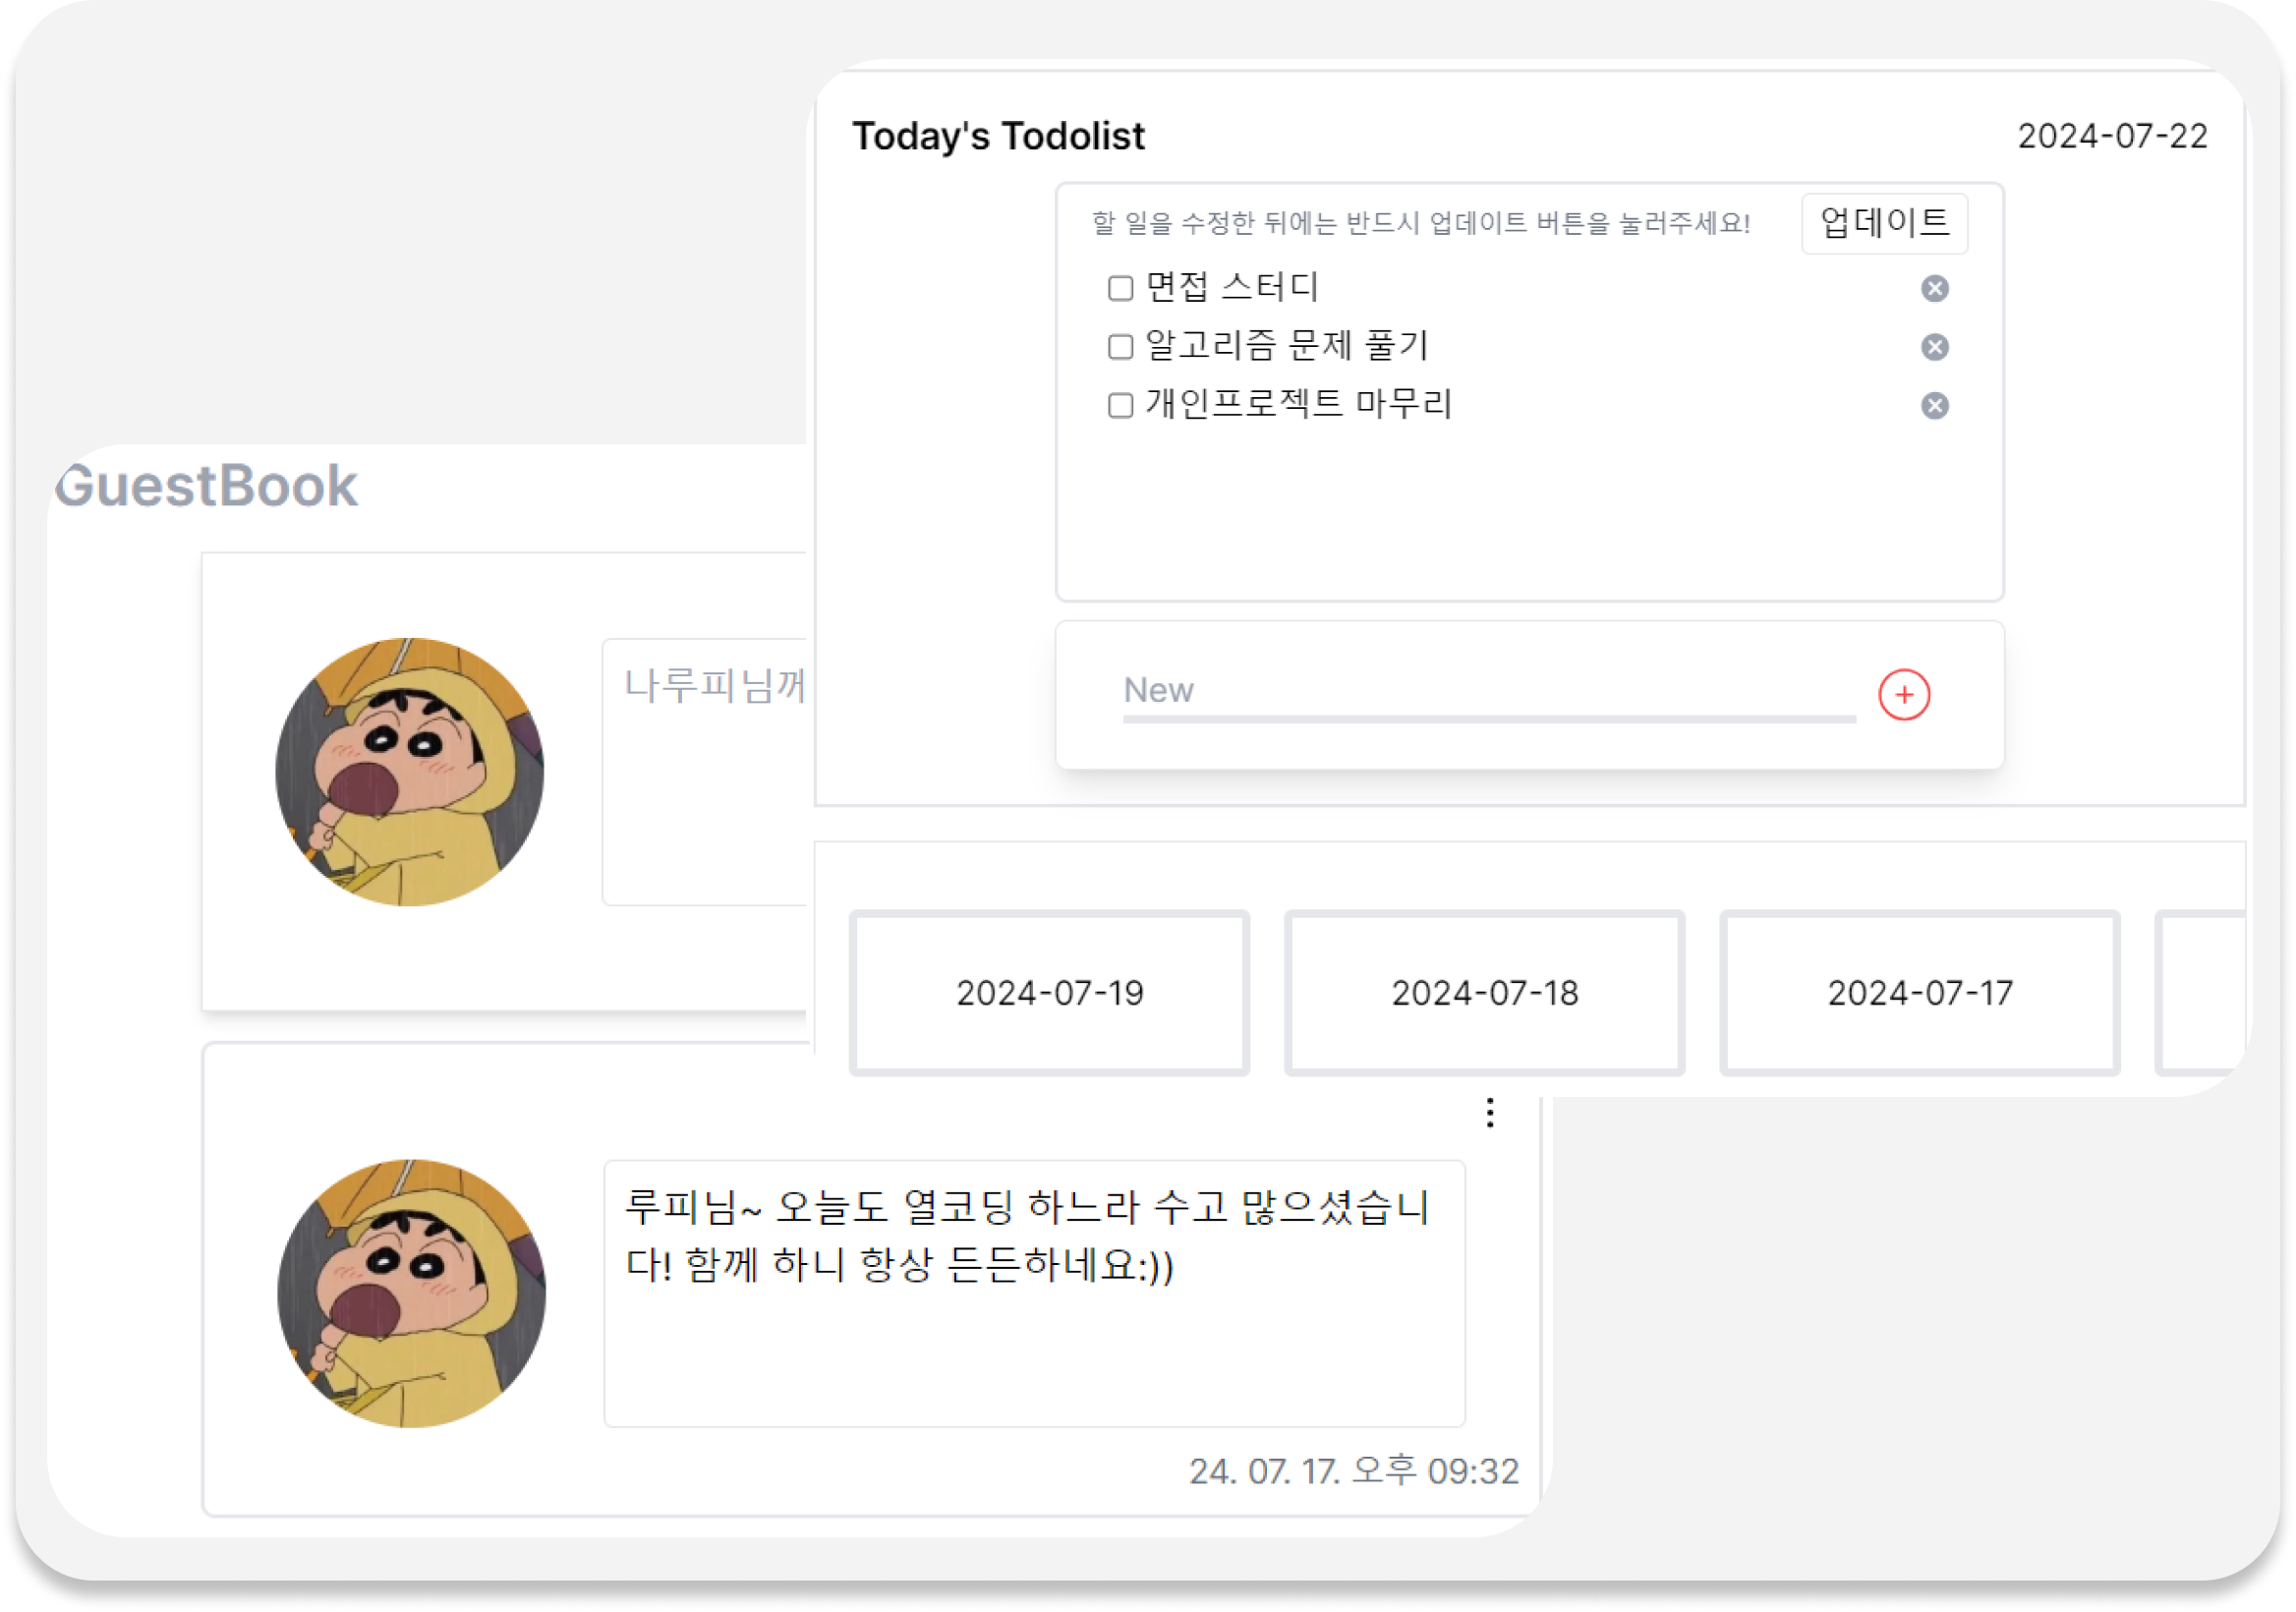 Today's Todolist
2024-07-22
할 일을 수정한 뒤에는 반드시 업데이트 버튼을 눌러주세요!
업데이트
면접 스터디
알고리즘 문제 풀기
개인프로젝트 마무리
New
2024-07-19
2024-07-18
2024-07-17
GuestBook
나루피님께
루피님~ 오늘도 열코딩 하느라 수고 많으셨습니
다! 함께 하니 항상 든든하네요:))
24. 07. 17. 오후 09:32